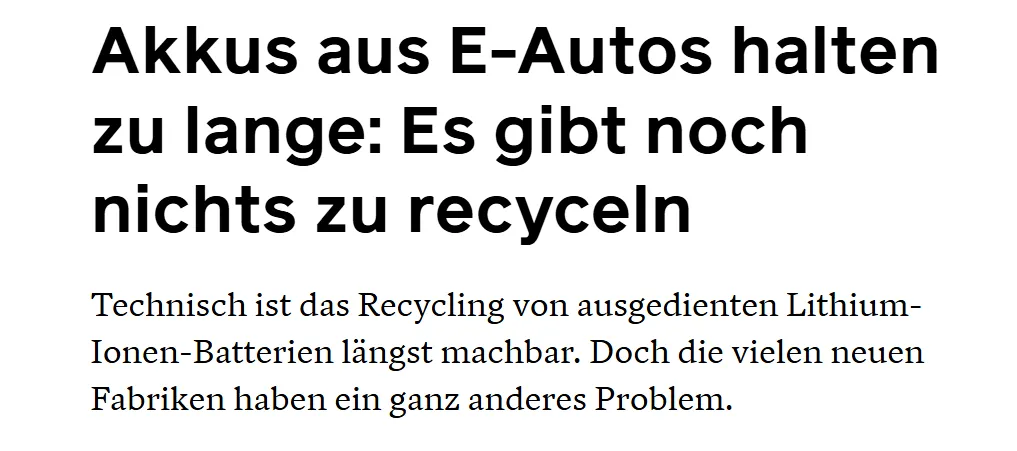 Akkus aus E-Autos halten
zu lange: Es gibt noch
nichts zu recyceln
Technisch ist das Recycling von ausgedienten Lithium-
Ionen-Batterien längst machbar. Doch die vielen neuen
Fabriken haben ein ganz anderes Problem.